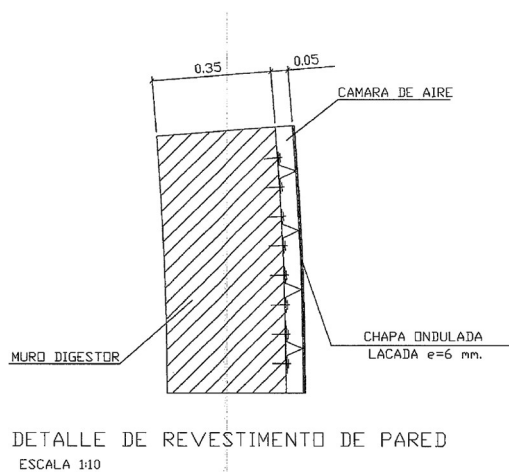 0.35
0.05
CAMARA DE AIRE
CHAPA ONDULADA
LACADA e=6 mm.
MURO DIGESTOR
DETALLE DE REVESTIMENTO DE PARED
ESCALA 1:10